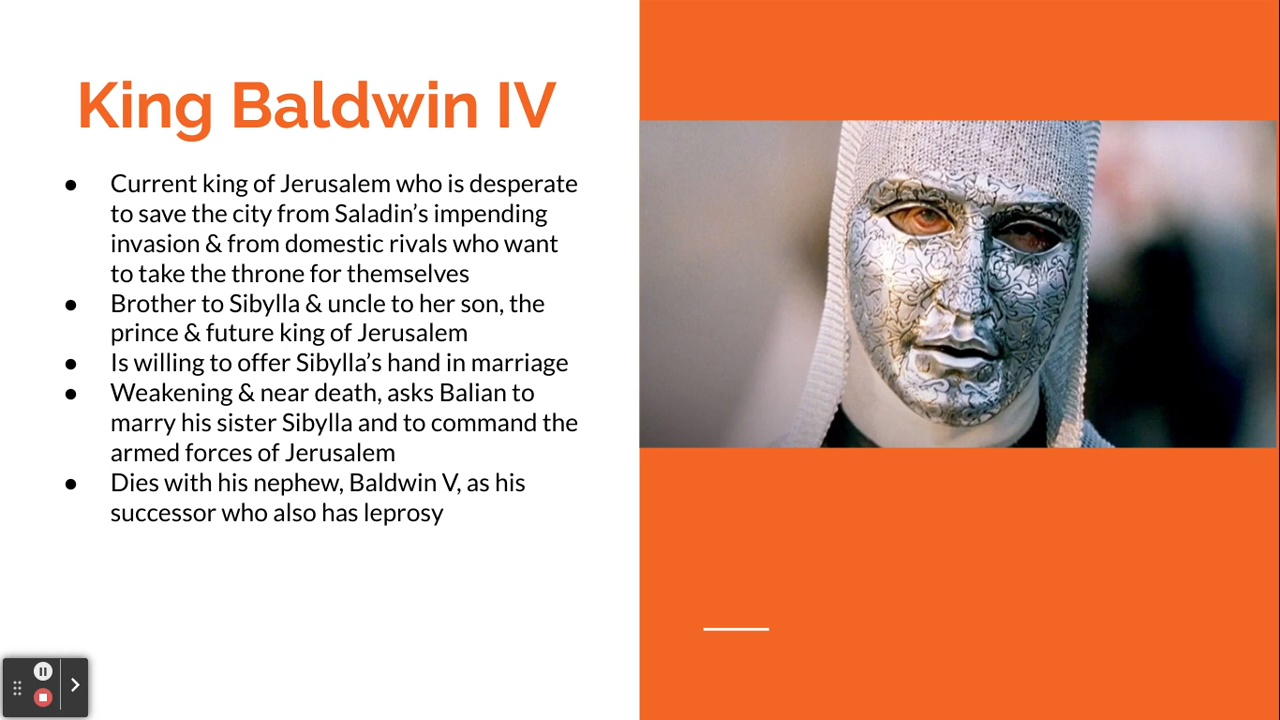 King Baldwin IV
● Current king of Jerusalem who is desperate
to save the city from Saladin's impending
invasion & from domestic rivals who want
to take the throne for themselves
● Brother to Sibylla & uncle to her son, the
prince & future king of Jerusalem
● Is willing to offer Sibylla's hand in marriage
● Weakening & near death, asks Balian to
marry his sister Sibylla and to command the
armed forces of Jerusalem
● Dies with his nephew, Baldwin V, as his
successor who also has leprosy